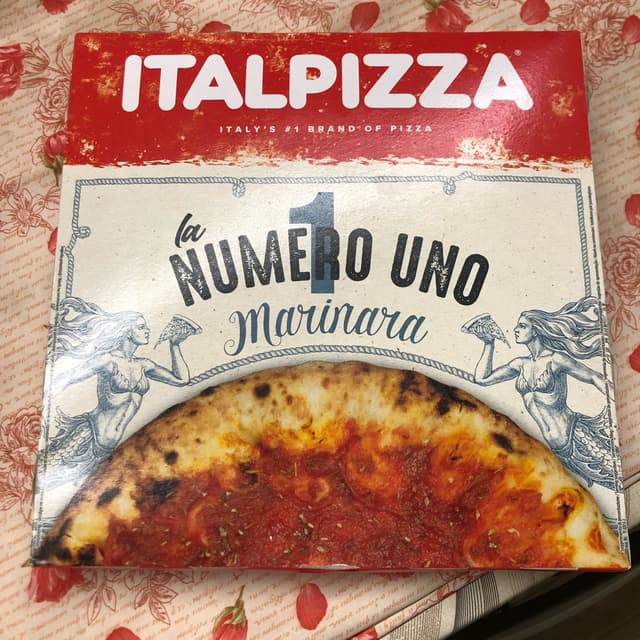 ITALPIZZA®
ITALY'S #1 BRAND OF PIZZA
la
1
NUMERO UNO
Marinara